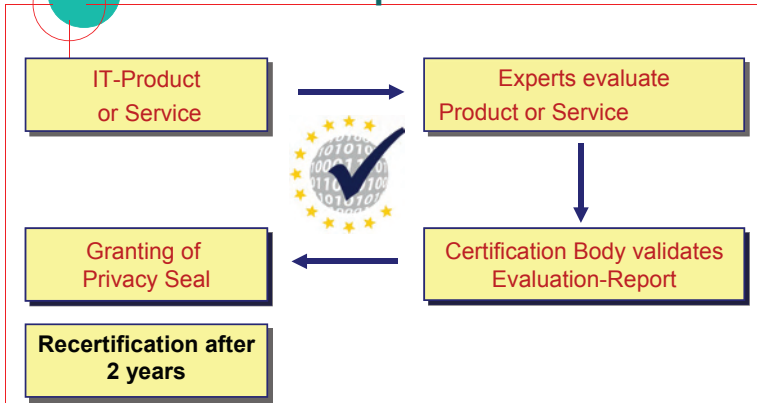 IT-Product
or Service
Experts evaluate
Product or Service
Certification Body validates
Evaluation-Report
Granting of
Privacy Seal
Recertification after
2 years